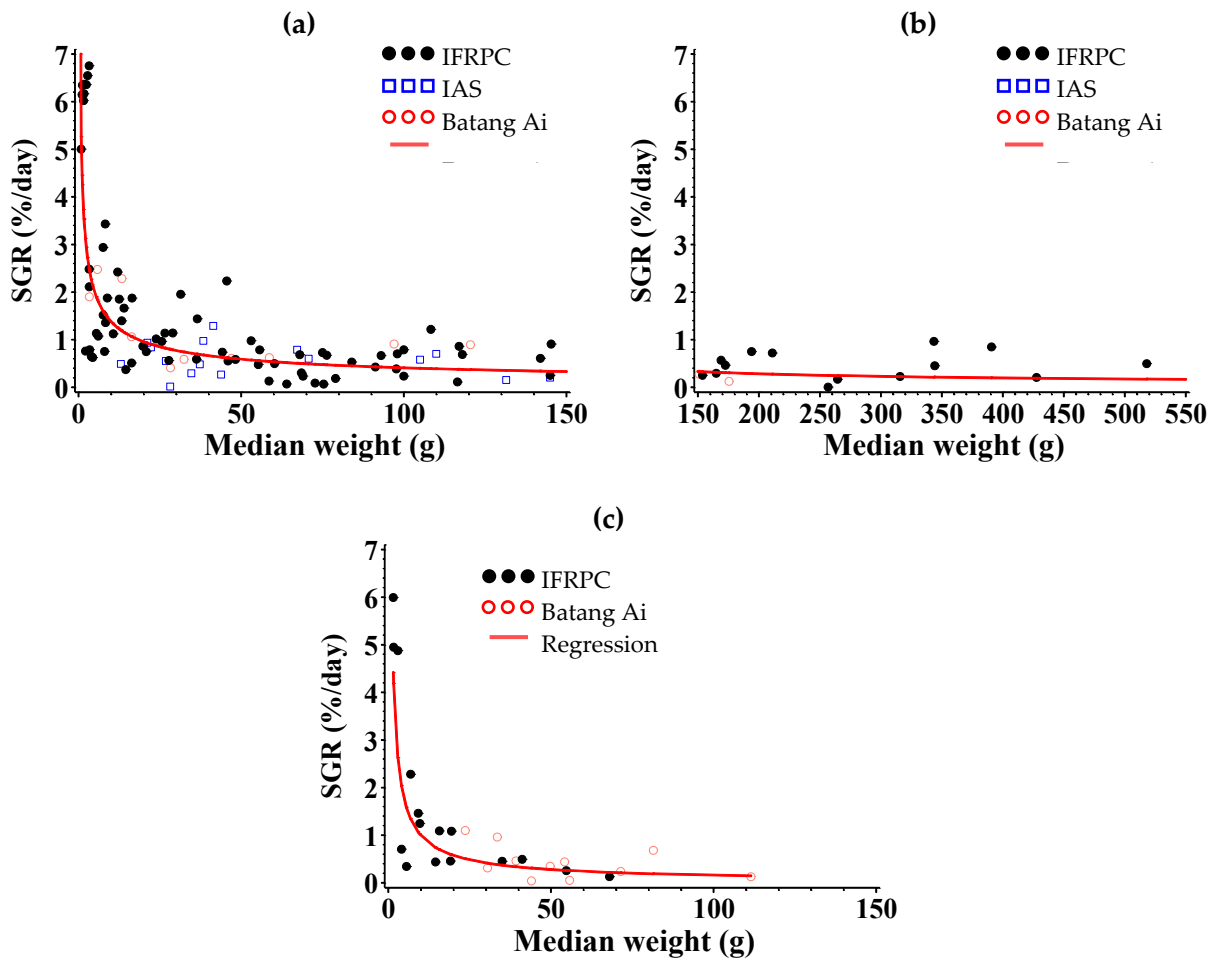 (a)
7
6
5
4
3
2
1
0
SGR (%/day)
IFRPC
IAS
Batang Ai
0 50 100 150
Median weight (g)
(b)
7
6
5
4
3
2
1
0
SGR (%/day)
IFRPC
IAS
Batang Ai
150 200 250 300 350 400 450 500 550
Median weight (g)
(c)
7
6
5
4
3
2
1
0
SGR (%/day)
IFRPC
Batang Ai
Regression
0 50 100 150
Median weight (g)